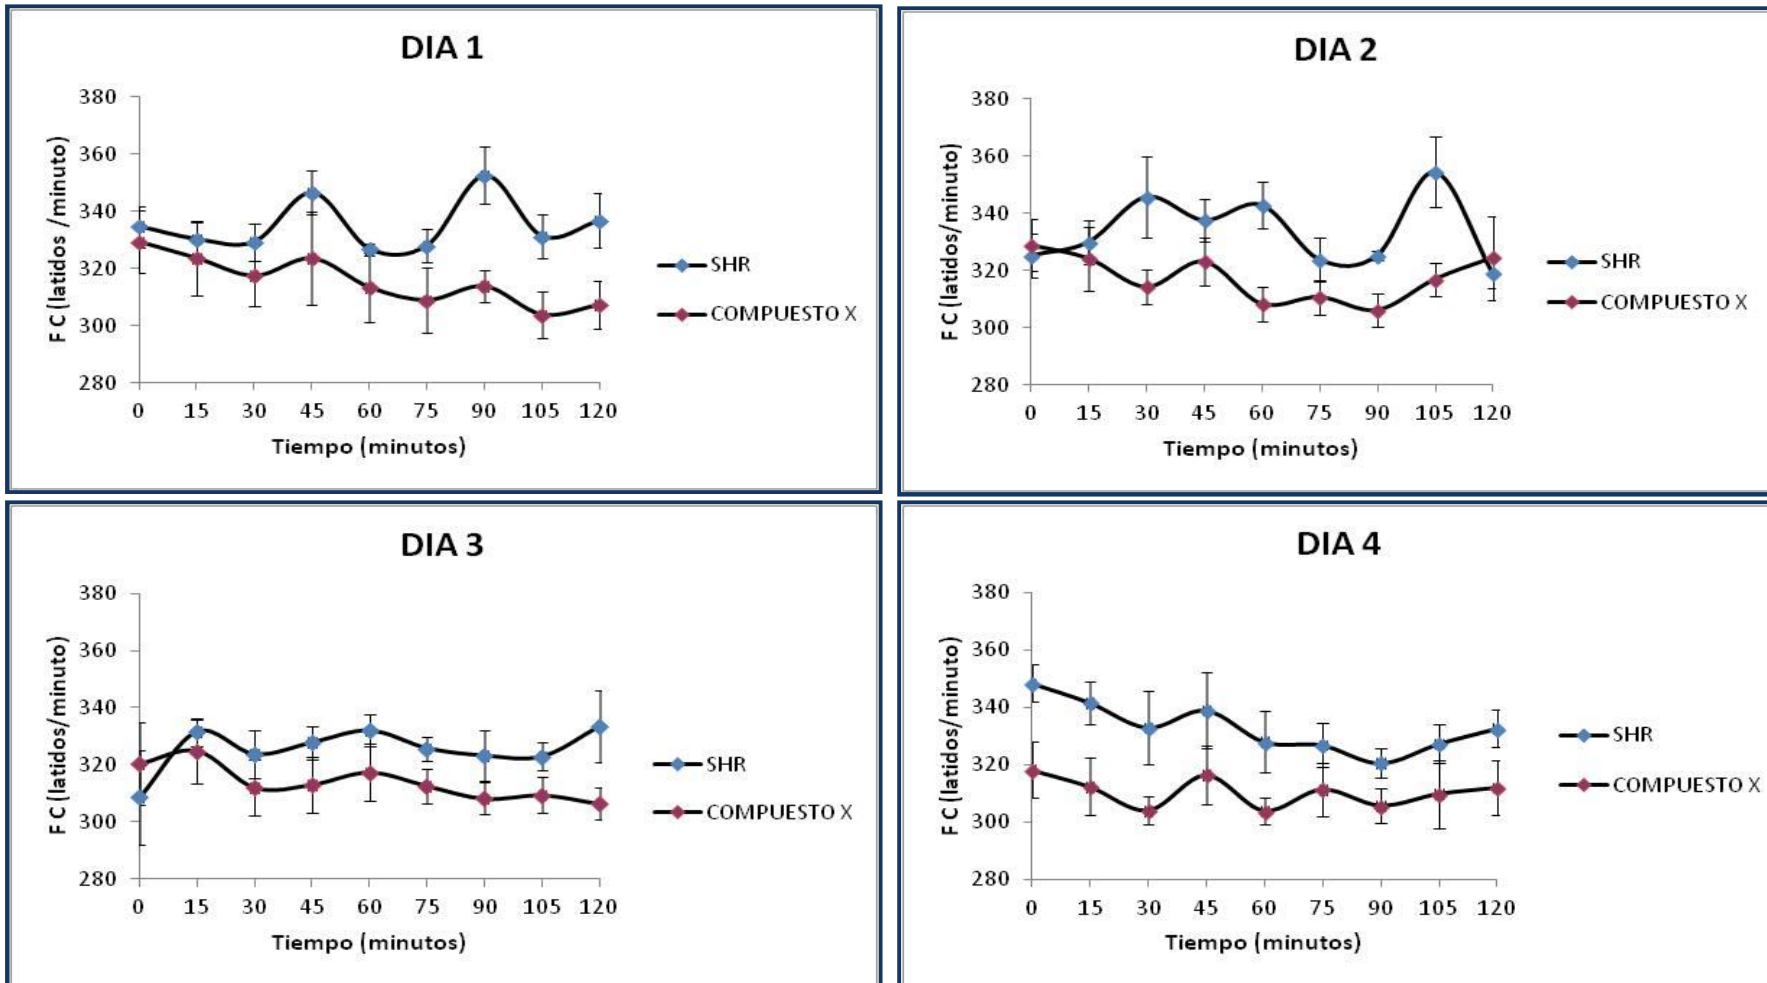 DIA 1
380
360
340
320
300
280
F C (latidos /minuto)
0 15 30 45 60 75 90 105 120
Tiempo (minutos)
SHR
COMPUESTO X
DIA 2
380
360
340
320
300
280
F C (latidos/minuto)
0 15 30 45 60 75 90 105 120
Tiempo (minutos)
SHR
COMPUESTO X
DIA 3
380
360
340
320
300
280
F C (latidos/minuto)
0 15 30 45 60 75 90 105 120
Tiempo (minutos)
SHR
COMPUESTO X
DIA 4
380
360
340
320
300
280
F C (latidos/minuto)
0 15 30 45 60 75 90 105 120
Tiempo (minutos)
SHR
COMPUESTO X